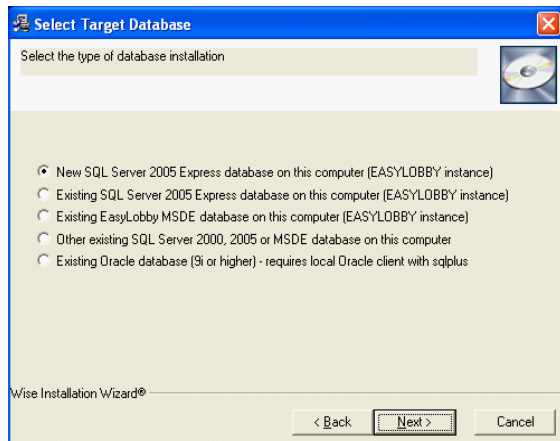 Select Target Database
Select the type of database installation
New SQL Server 2005 Express database on this computer (EASYLOBBY instance)
Existing SQL Server 2005 Express database on this computer (EASYLOBBY instance)
Existing EasyLobby MSDE database on this computer (EASYLOBBY instance)
Other existing SQL Server 2000, 2005 or MSDE database on this computer
Existing Oracle database (9i or higher) - requires local Oracle client with sqlplus
Wise Installation Wizard®
< Back
Next >
Cancel